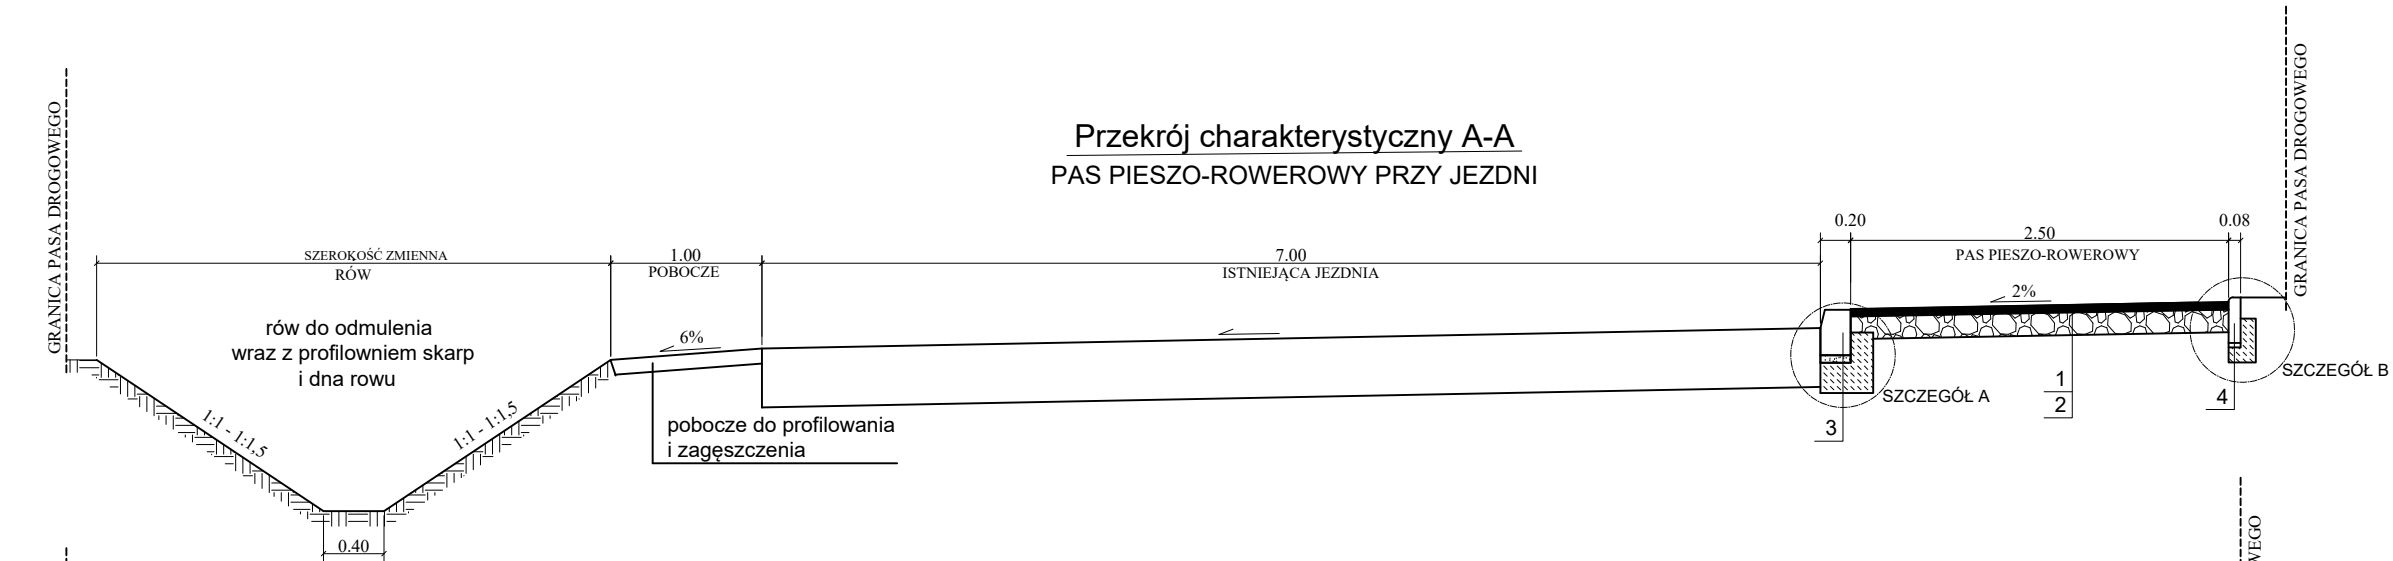 Przekrój charakterystyczny A-A
PAS PIESZO-ROWEROWY PRZY JEZDNI
GRANICA PASA DROGOWEGO
GRANICA PASA DROGOWEGO
0.20
2.50
0.08
PAS PIESZO-ROWEROWY
SZEROKOŚĆ ZMIENNA
RÓW
1.00
POBOCZE
7.00
ISTNIEJĄCA JEZDNIA
2%
6%
rów do odmulenia
wraz z profilowniem skarp
i dna rowu
1:1 - 1:1,5
1:1 - 1:1,5
pobocze do profilowania
i zagęszczenia
SZCZEGÓŁ A
SZCZEGÓŁ B
1
2
3
4
0.40
WEGO